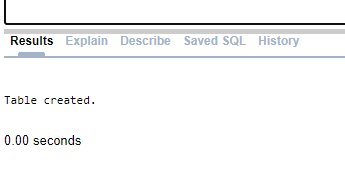 Results Explain Describe Saved SQL History
Table created.
0.00 seconds